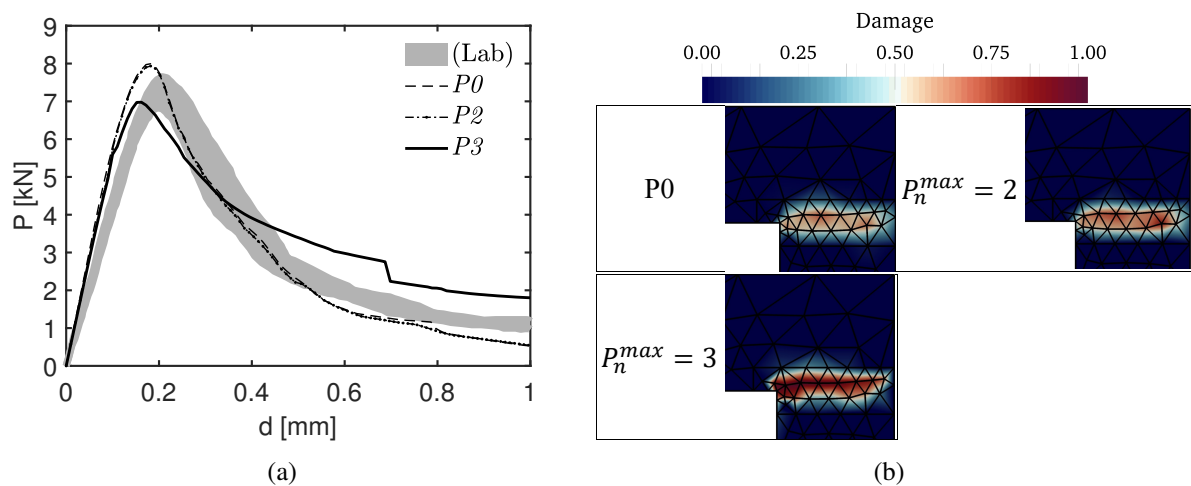 9
8
7
6
5
4
3
2
1
0
P [kN]
0 0.2 0.4 0.6 0.8 1
d [mm]
(Lab)
P0
P2
P3
(a)
Damage
0.00 0.25 0.50 0.75 1.00
P0
P_n^{max} = 2
P_n^{max} = 3
(b)